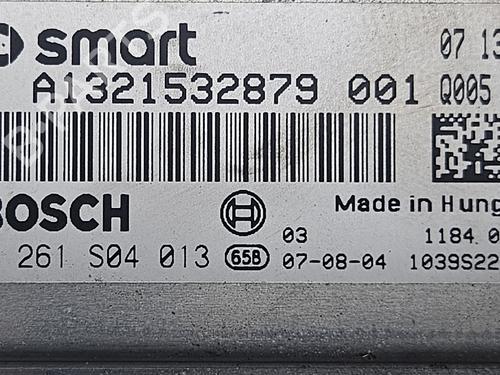 smart 07 13
A1321532879 001 Q005
BOSCH Made in Hung
261 S04 013 65B 03 1184.0
07-08-04 1039S22